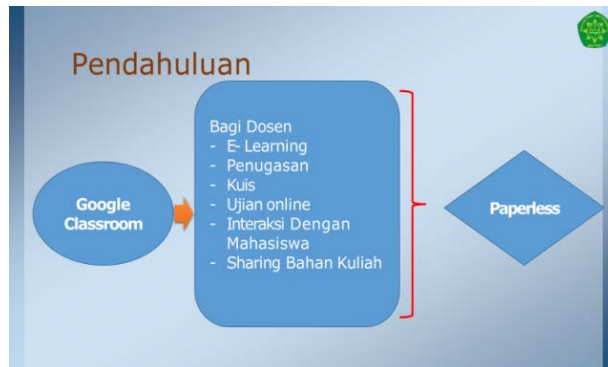 Pendahuluan
Google
Classroom
Bagi Dosen
- E- Learning
- Penugasan
- Kuis
- Ujian online
- Interaksi Dengan
Mahasiswa
- Sharing Bahan Kuliah
Paperless